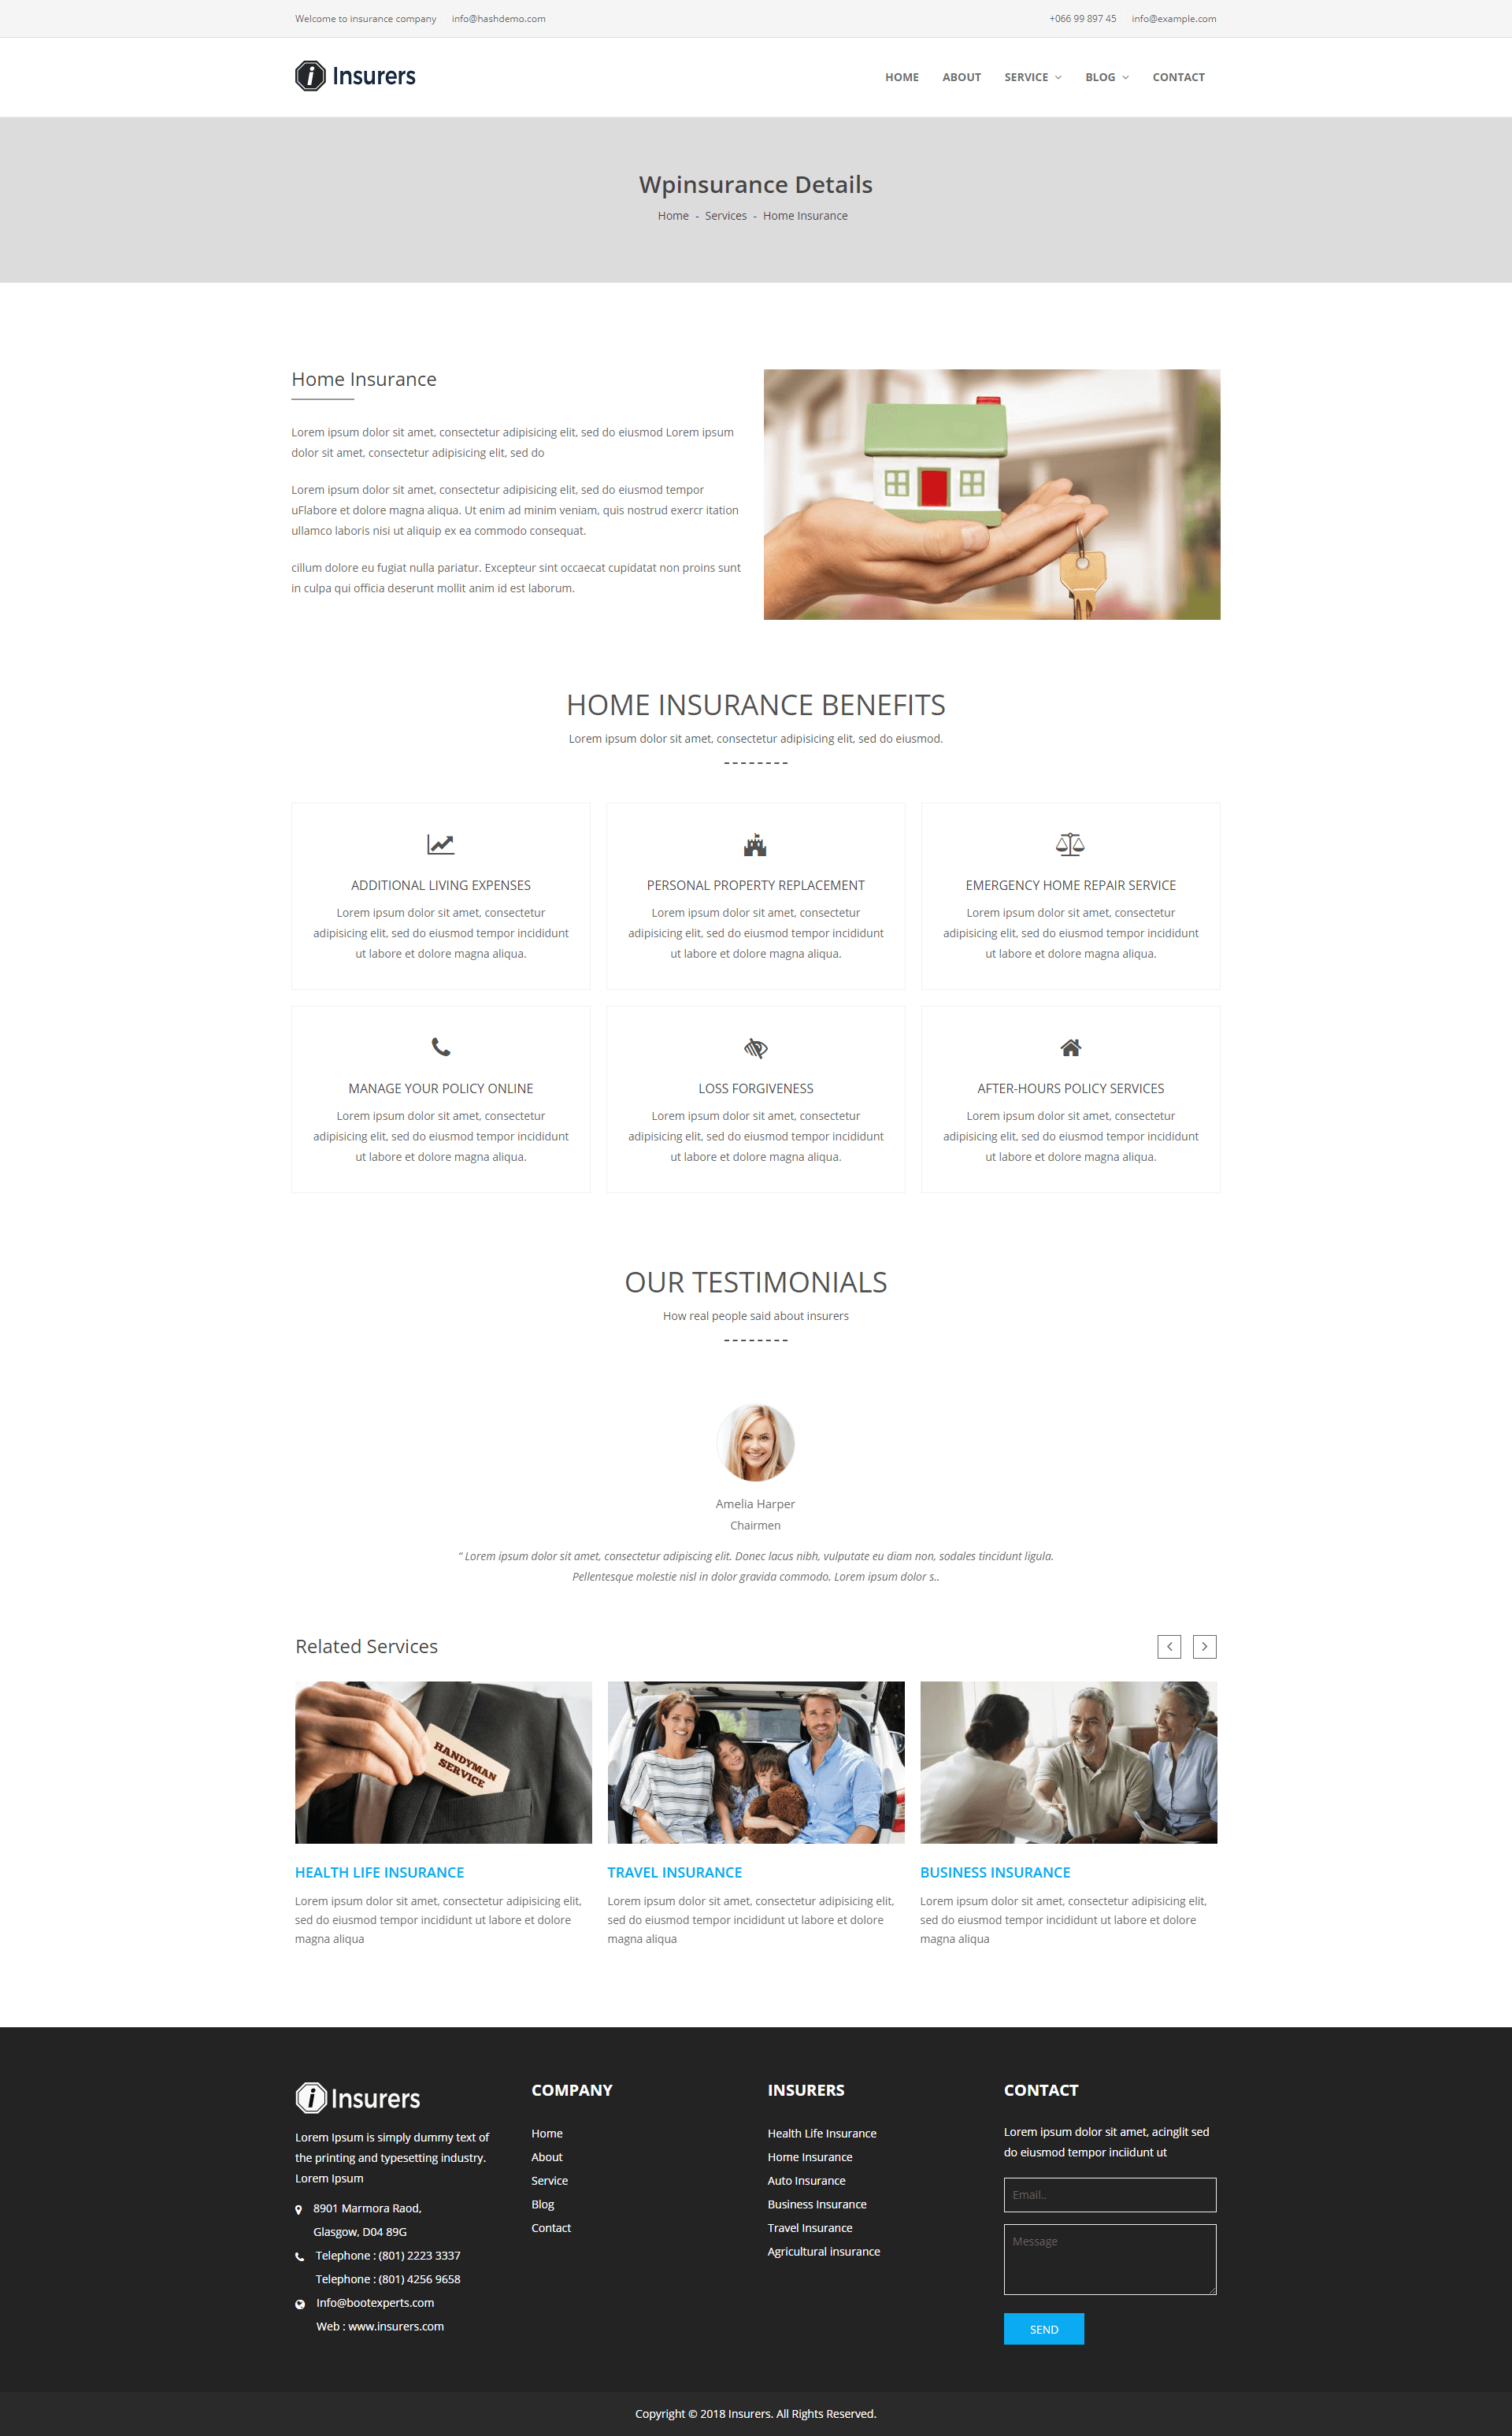 Welcome to insurance company info@hashdemo.com +066 99 897 45 info@example.com
i Insurers
HOME ABOUT SERVICE BLOG CONTACT
Wpinsurance Details
Home - Services - Home Insurance
Home Insurance
Lorem ipsum dolor sit amet, consectetur adipisicing elit, sed do eiusmod Lorem ipsum
dolor sit amet, consectetur adipisicing elit, sed do
Lorem ipsum dolor sit amet, consectetur adipisicing elit, sed do eiusmod tempor
uFlabore et dolore magna aliqua. Ut enim ad minim veniam, quis nostrud exercr itation
ullamco laboris nisi ut aliquip ex ea commodo consequat.
cillum dolore eu fugiat nulla pariatur. Excepteur sint occaecat cupidatat non proins sunt
in culpa qui officia deserunt mollit anim id est laborum.
HOME INSURANCE BENEFITS
Lorem ipsum dolor sit amet, consectetur adipisicing elit, sed do eiusmod.
ADDITIONAL LIVING EXPENSES
Lorem ipsum dolor sit amet, consectetur
adipisicing elit, sed do eiusmod tempor incididunt
ut labore et dolore magna aliqua.
PERSONAL PROPERTY REPLACEMENT
Lorem ipsum dolor sit amet, consectetur
adipisicing elit, sed do eiusmod tempor incididunt
ut labore et dolore magna aliqua.
EMERGENCY HOME REPAIR SERVICE
Lorem ipsum dolor sit amet, consectetur
adipisicing elit, sed do eiusmod tempor incididunt
ut labore et dolore magna aliqua.
MANAGE YOUR POLICY ONLINE
Lorem ipsum dolor sit amet, consectetur
adipisicing elit, sed do eiusmod tempor incididunt
ut labore et dolore magna aliqua.
LOSS FORGIVENESS
Lorem ipsum dolor sit amet, consectetur
adipisicing elit, sed do eiusmod tempor incididunt
ut labore et dolore magna aliqua.
AFTER-HOURS POLICY SERVICES
Lorem ipsum dolor sit amet, consectetur
adipisicing elit, sed do eiusmod tempor incididunt
ut labore et dolore magna aliqua.
OUR TESTIMONIALS
How real people said about insurers
Amelia Harper
Chairmen
“ Lorem ipsum dolor sit amet, consectetur adipiscing elit. Donec lacus nibh, vulputate eu diam non, sodales tincidunt ligula.
Pellentesque molestie nisl in dolor gravida commodo. Lorem ipsum dolor s..
Related Services
HANDYMAN
SERVICE
HEALTH LIFE INSURANCE
Lorem ipsum dolor sit amet, consectetur adipisicing elit,
sed do eiusmod tempor incididunt ut labore et dolore
magna aliqua
TRAVEL INSURANCE
Lorem ipsum dolor sit amet, consectetur adipisicing elit,
sed do eiusmod tempor incididunt ut labore et dolore
magna aliqua
BUSINESS INSURANCE
Lorem ipsum dolor sit amet, consectetur adipisicing elit,
sed do eiusmod tempor incididunt ut labore et dolore
magna aliqua
i Insurers
Lorem Ipsum is simply dummy text of
the printing and typesetting industry.
Lorem Ipsum
8901 Marmora Raod,
Glasgow, D04 89G
Telephone : (801) 2223 3337
Telephone : (801) 4256 9658
Info@bootexperts.com
Web : www.insurers.com
COMPANY
Home
About
Service
Blog
Contact
INSURERS
Health Life Insurance
Home Insurance
Auto Insurance
Business Insurance
Travel Insurance
Agricultural insurance
CONTACT
Lorem ipsum dolor sit amet, acinglit sed
do eiusmod tempor inciidunt ut
Email..
Message
SEND
Copyright © 2018 Insurers. All Rights Reserved.